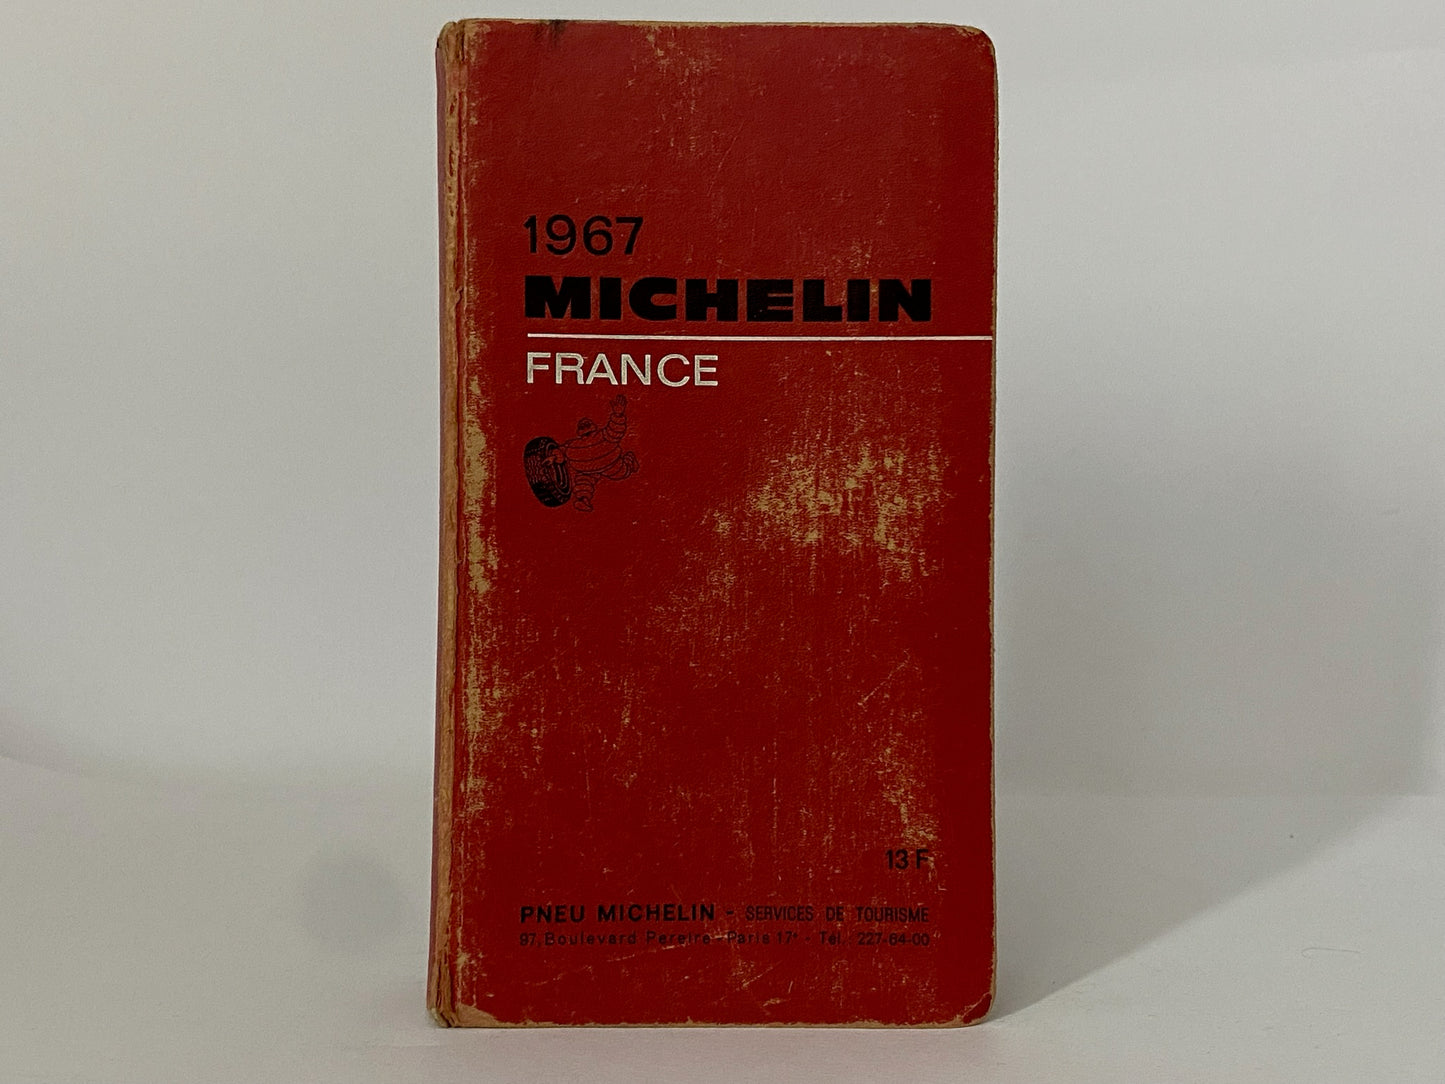 1967
MICHELIN
FRANCE
13 F
PNEU MICHELIN - SERVICES DE TOURISME
97, Boulevard Pereire - Paris 17e - Tél. : 227-64-00